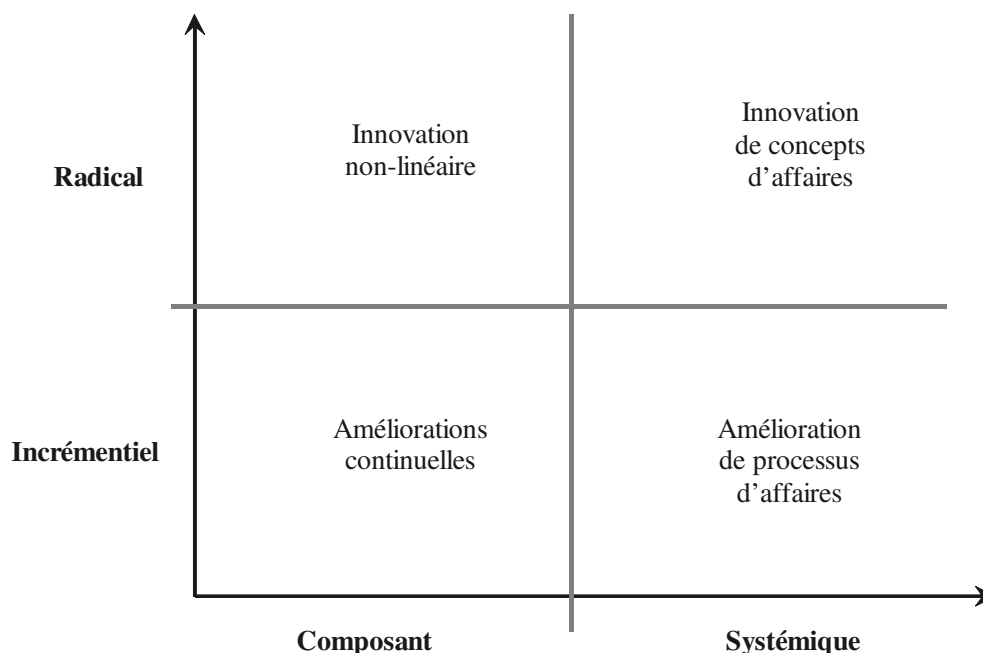 Innovation
non-linéaire
Innovation
de concepts
d’affaires
Radical
Améliorations
continuelles
Amélioration
de processus
d’affaires
Incrémentiel
Composant
Systémique